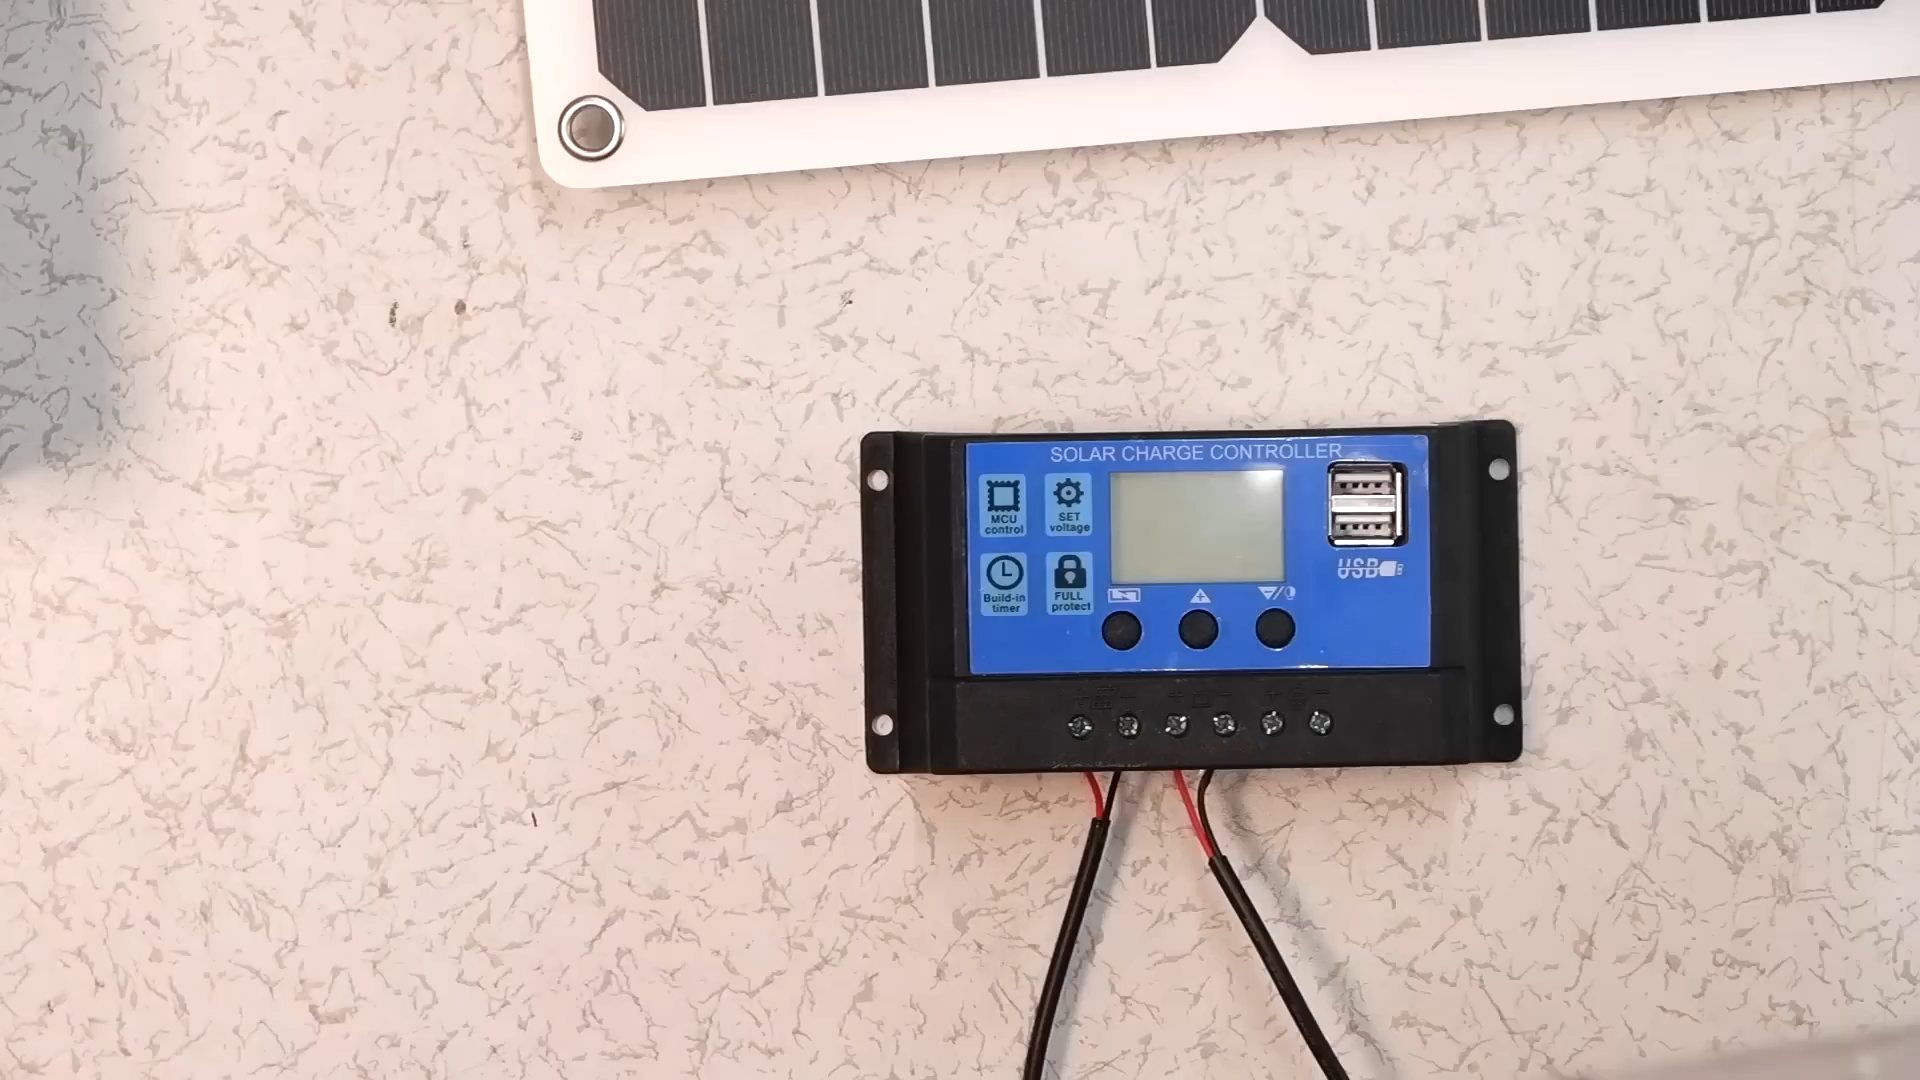 SOLAR CHARGE CONTROLLER
MCU
control
SET
voltage
Build-in
timer
FULL
protect
USB